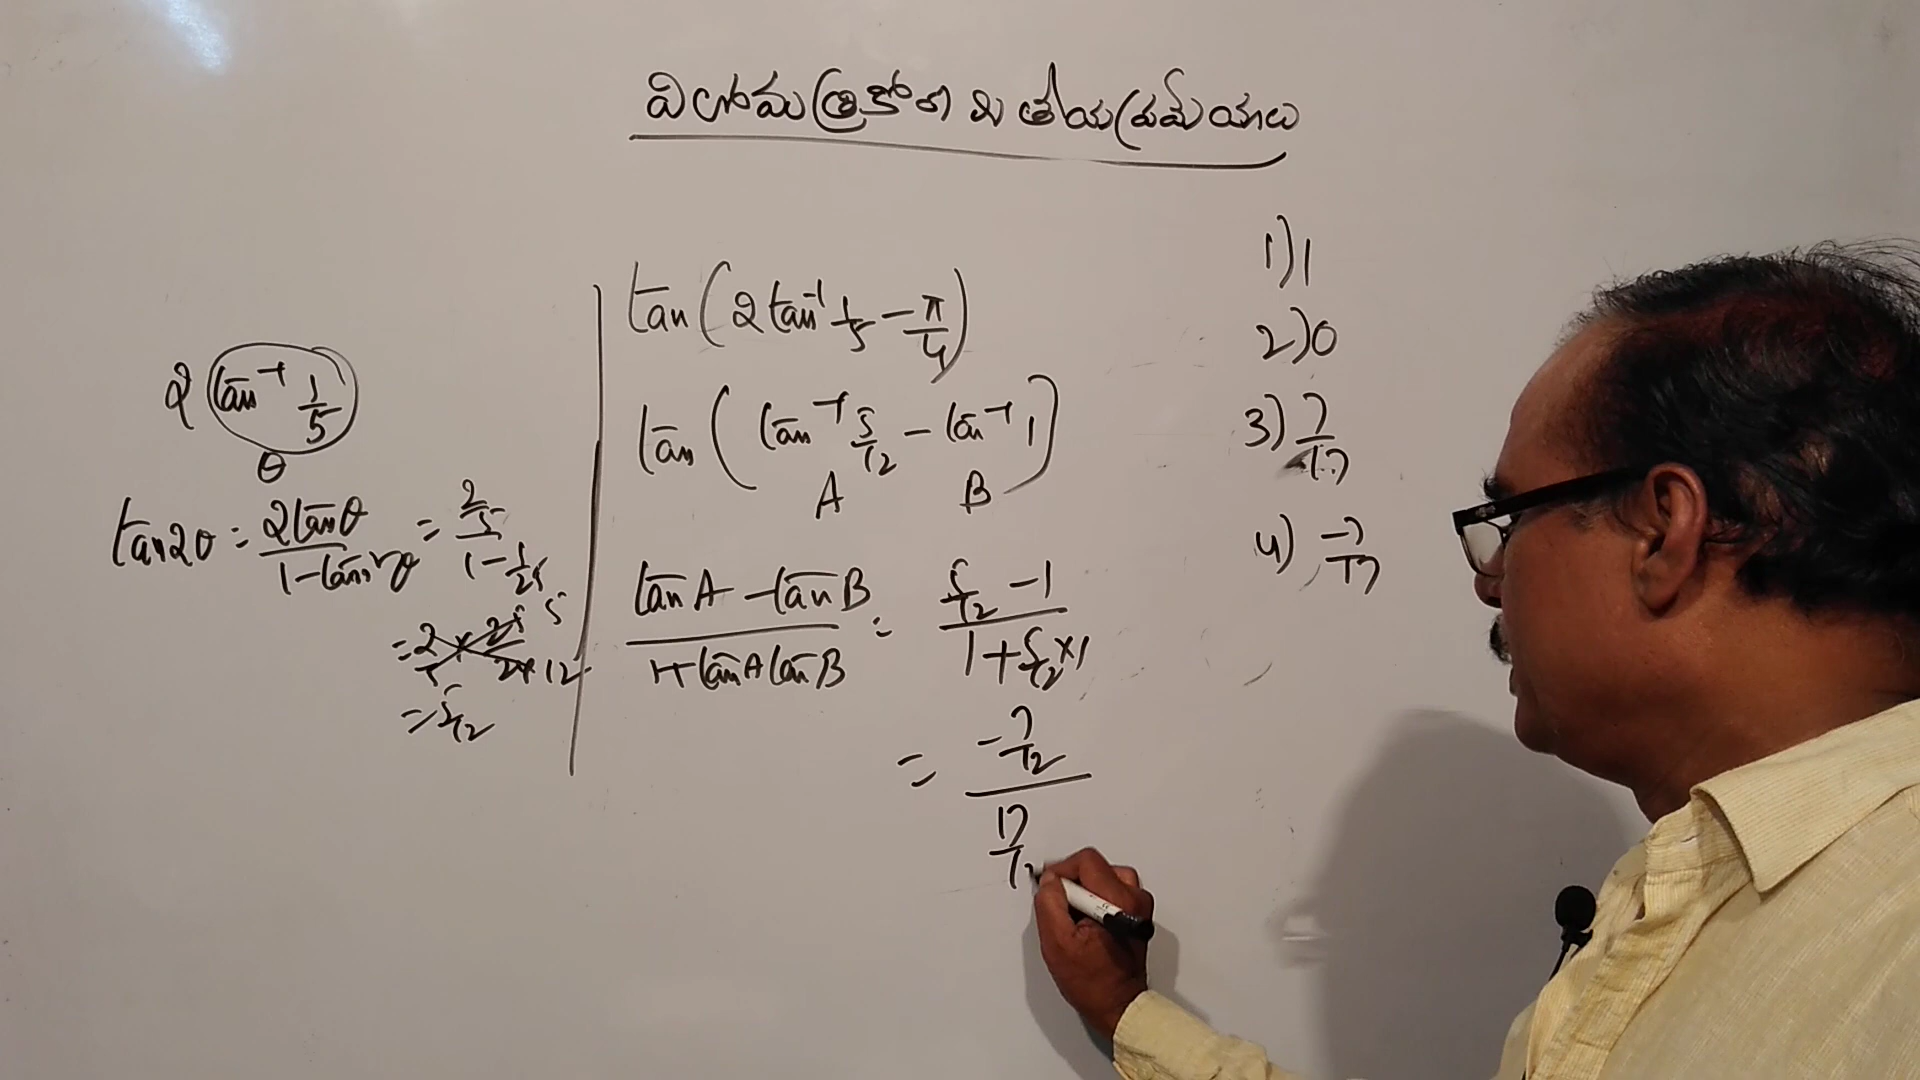 విలోమ త్రికోణమితీయ ప్రమేయాలు
2 tan⁻¹ 1/5
θ
tan2θ = 2tanθ/(1-tan²θ) = (2/5)/(1-1/25)
= 2/5 × 25/24 5 12
= 5/12
tan(2tan⁻¹ 1/5 - π/4)
tan(tan⁻¹ 5/12 - tan⁻¹ 1)
A B
(tanA - tanB)/(1+tanA tanB) = (5/12 - 1)/(1+5/12×1)
= (-7/12)/(17/12)
1) 1
2) 0
3) 7/17
4) -7/17